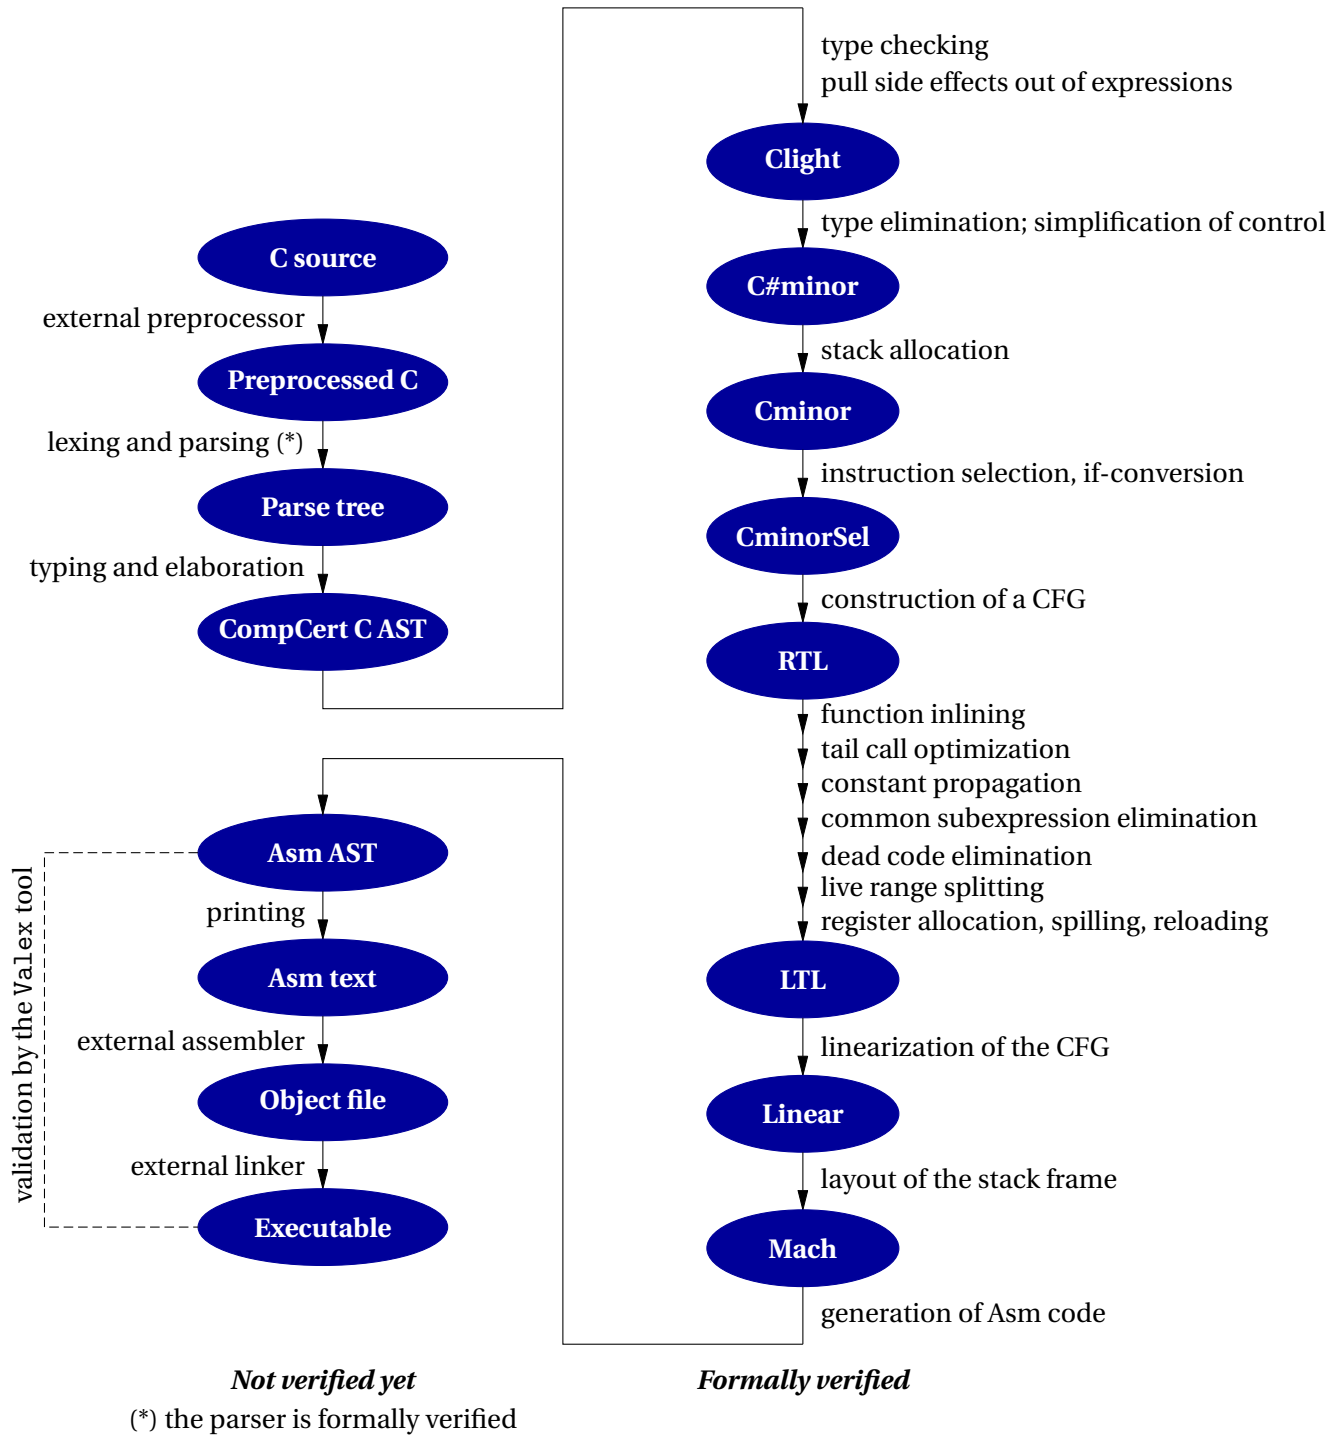 C source
external preprocessor
Preprocessed C
lexing and parsing (*)
Parse tree
typing and elaboration
CompCert C AST
type checking
pull side effects out of expressions
Clight
type elimination; simplification of control
C#minor
stack allocation
Cminor
instruction selection, if-conversion
CminorSel
construction of a CFG
RTL
function inlining
tail call optimization
constant propagation
common subexpression elimination
dead code elimination
live range splitting
register allocation, spilling, reloading
LTL
linearization of the CFG
Linear
layout of the stack frame
Mach
generation of Asm code
Asm AST
printing
Asm text
external assembler
Object file
external linker
Executable
validation by the Valex tool
Not verified yet
(*) the parser is formally verified
Formally verified